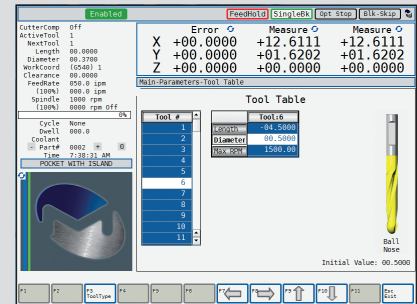 Enabled FeedHold SingleBk Opt Stop Blk-Skip
CutterComp Off
ActiveTool 1
NextTool 1
Length 00.0000
Diameter 00.3700
WorkCoord (G540) 1
Clearance 00.0000
FeedRate 050.0 ipm
(100%) 000.0 ipm
Spindle 1000 rpm
(100%) 0000 rpm Off
0%
Cycle None
Dwell 000.0
Coolant
- Part# 0002 + 0
Time 7:38:31 AM
POCKET WITH ISLAND
Error Measure Measure
X +00.0000 +12.6111 +12.6111
Y +00.0000 +01.6202 +01.6202
Z +00.0000 +00.0000 +00.0000
Main-Parameters-Tool Table
Tool Table
Tool #
1
2
3
4
5
6
7
8
9
10
11
Tool:6
Length -04.5000
Diameter 00.5000
Max RPM 1500.00
Ball
Nose
Initial Value: 00.5000
F1 F2 F3 ToolType F4 F5 F6 F7 F8 F9 F10 F11 Esc Exit